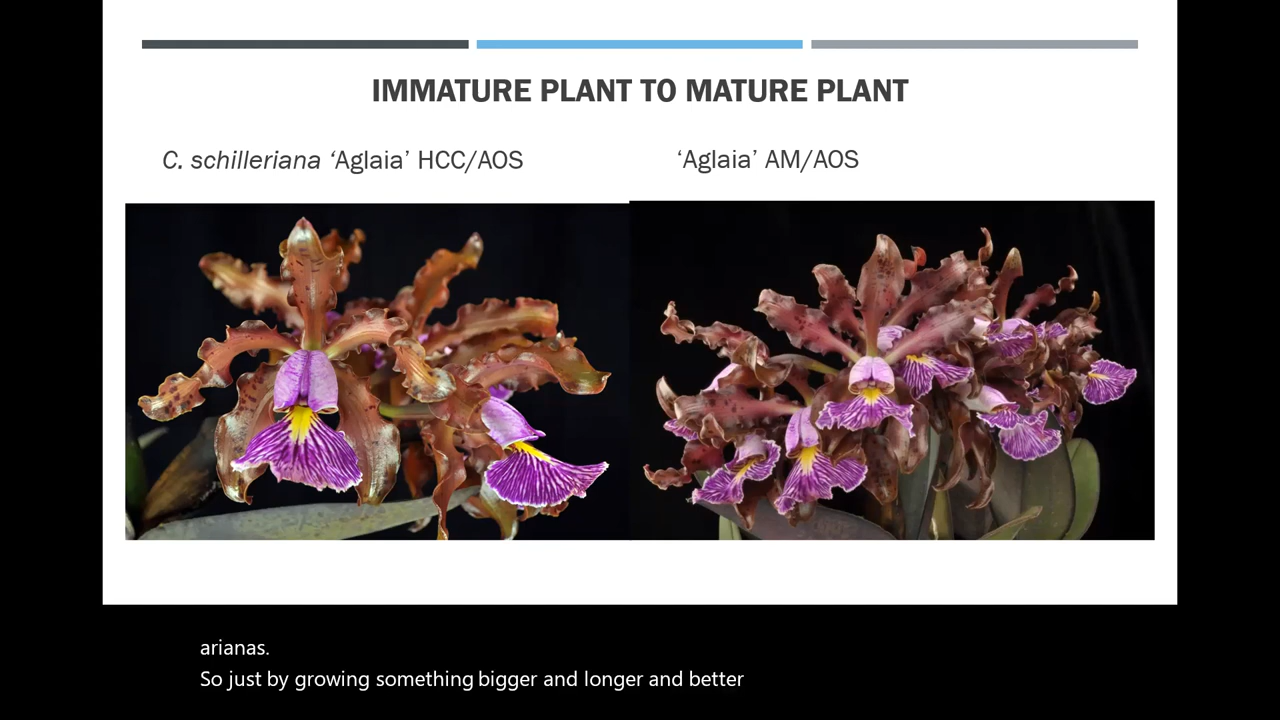 IMMATURE PLANT TO MATURE PLANT
C. schilleriana ‘Aglaia’ HCC/AOS
‘Aglaia’ AM/AOS
arianas.
So just by growing something bigger and longer and better